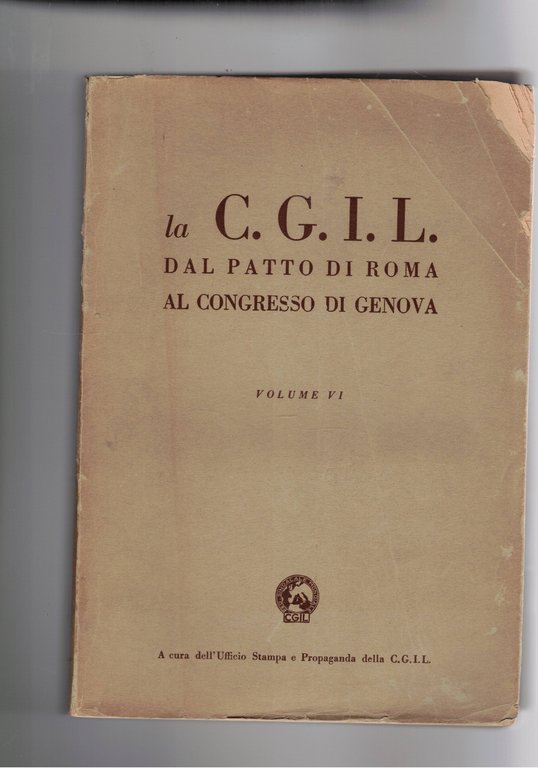 la C. G. I. L.
DAL PATTO DI ROMA
AL CONGRESSO DI GENOVA
VOLUME VI
CGIL
A cura dell'Ufficio Stampa e Propaganda della C.G.I.L.